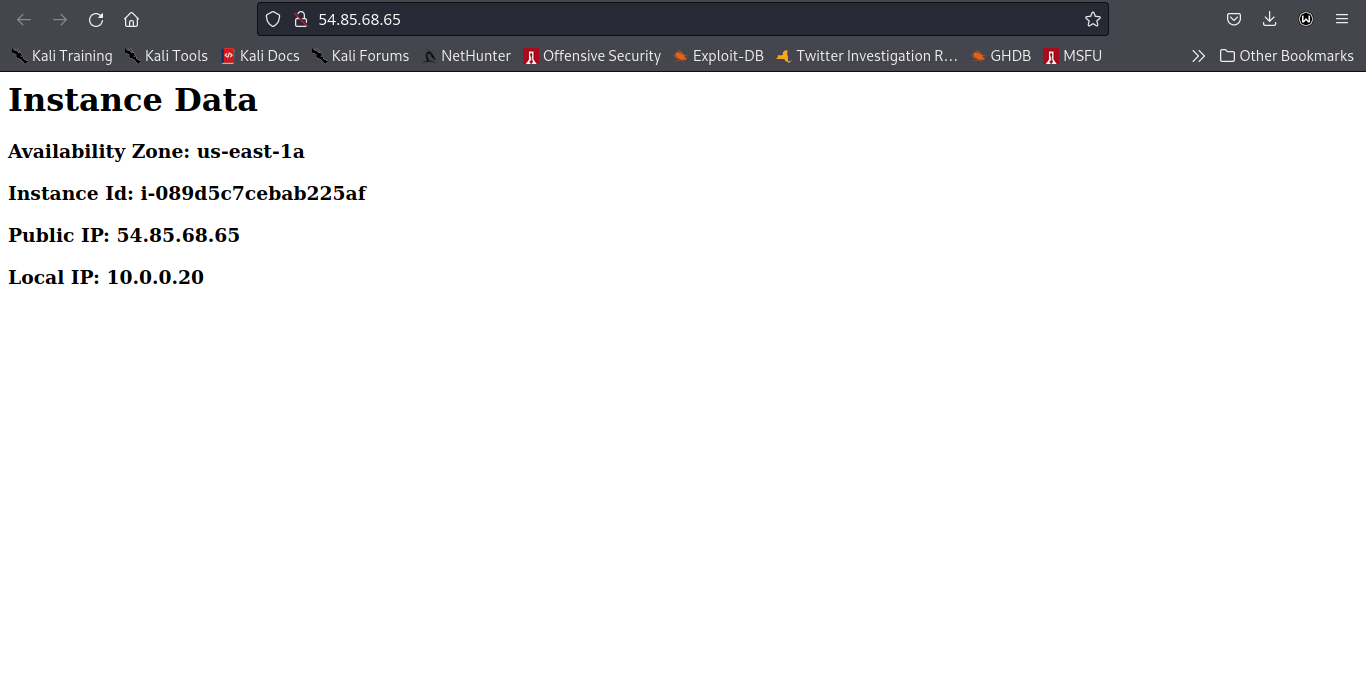 54.85.68.65
Kali Training Kali Tools Kali Docs Kali Forums NetHunter Offensive Security Exploit-DB Twitter Investigation R… GHDB MSFU Other Bookmarks
Instance Data
Availability Zone: us-east-1a
Instance Id: i-089d5c7cebab225af
Public IP: 54.85.68.65
Local IP: 10.0.0.20